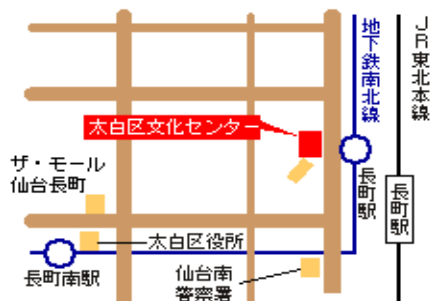 地下鉄南北線
JR東北本線
太白区文化センター
ザ・モール
仙台長町
長町駅
長町駅
太白区役所
長町南駅
仙台南
警察署